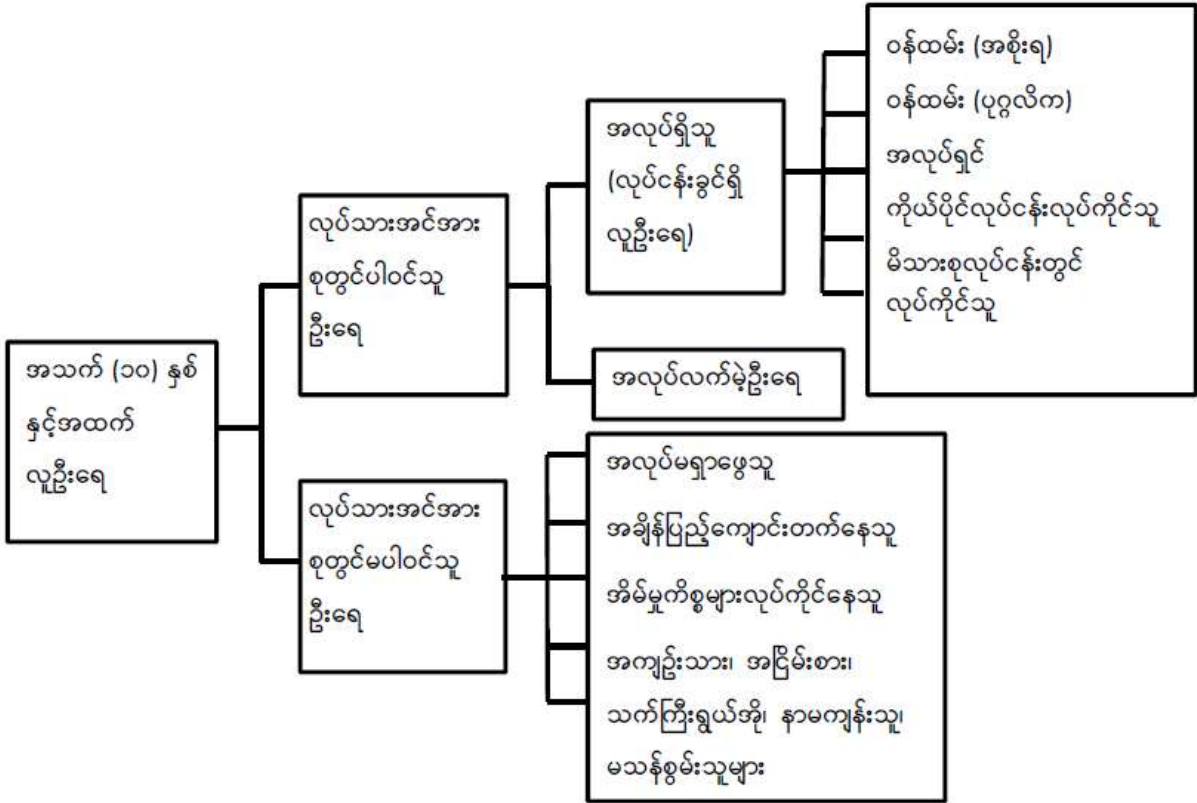 အသက် (၁၀) နှစ်
နှင့်အထက်
လူဦးရေ
လုပ်သားအင်အား
စုတွင်ပါဝင်သူ
ဦးရေ
လုပ်သားအင်အား
စုတွင်မပါဝင်သူ
ဦးရေ
အလုပ်ရှိသူ
(လုပ်ငန်းခွင်ရှိ
လူဦးရေ)
အလုပ်လက်မဲ့ဦးရေ
ဝန်ထမ်း (အစိုးရ)
ဝန်ထမ်း (ပုဂ္ဂလိက)
အလုပ်ရှင်
ကိုယ်ပိုင်လုပ်ငန်းလုပ်ကိုင်သူ
မိသားစုလုပ်ငန်းတွင်
လုပ်ကိုင်သူ
အလုပ်မရှာဖွေသူ
အချိန်ပြည့်ကျောင်းတက်နေသူ
အိမ်မှုကိစ္စများလုပ်ကိုင်နေသူ
အကျဥ်းသား၊ အငြိမ်းစား၊
သက်ကြီးရွယ်အို၊ နာမကျန်းသူ၊
မသန်စွမ်းသူများ